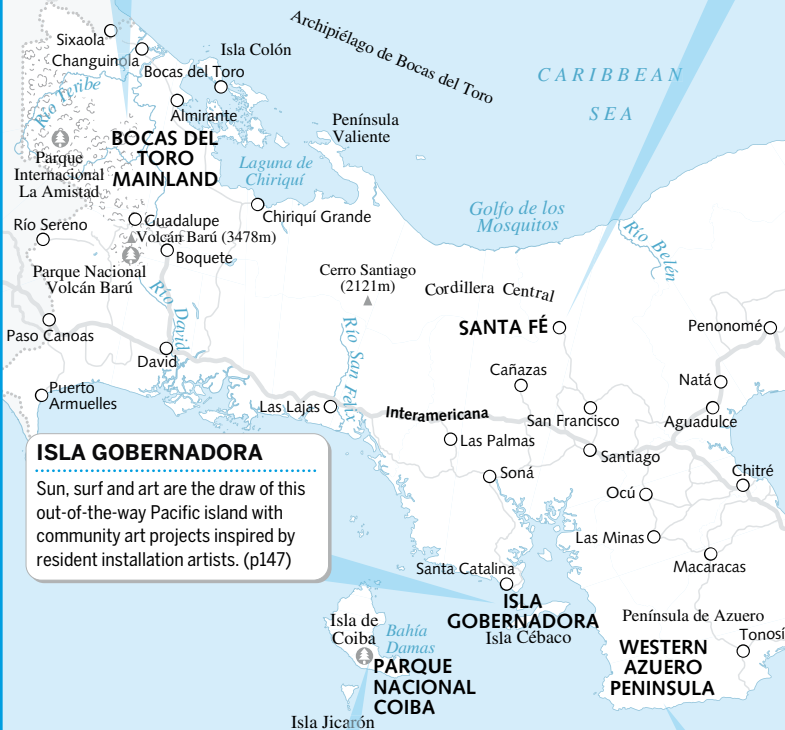 Sixaola
Changuinola
Isla Colón
Bocas del Toro
Archipiélago de Bocas del Toro
CARIBBEAN
SEA
Río Teribe
Almirante
Península
Valiente
BOCAS DEL
TORO
MAINLAND
Parque
Internacional
La Amistad
Laguna de
Chiriquí
Chiriquí Grande
Golfo de los
Mosquitos
Río Sereno
Guadalupe
Volcán Barú (3478m)
Boquete
Parque Nacional
Volcán Barú
Río Belén
Cerro Santiago
(2121m)
Cordillera Central
Río David
Río San Felix
SANTA FÉ
Penonomé
Paso Canoas
David
Cañazas
Natá
Puerto
Armuelles
Las Lajas
Interamericana
San Francisco
Aguadulce
Las Palmas
Santiago
Soná
Chitré
Ocú
ISLA GOBERNADORA
Sun, surf and art are the draw of this
out-of-the-way Pacific island with
community art projects inspired by
resident installation artists. (p147)
Las Minas
Macaracas
Santa Catalina
ISLA
GOBERNADORA
Isla Cébaco
Isla de
Coiba
Bahía
Damas
Península de Azuero
Tonosí
WESTERN
AZUERO
PENINSULA
PARQUE
NACIONAL
COIBA
Isla Jicarón